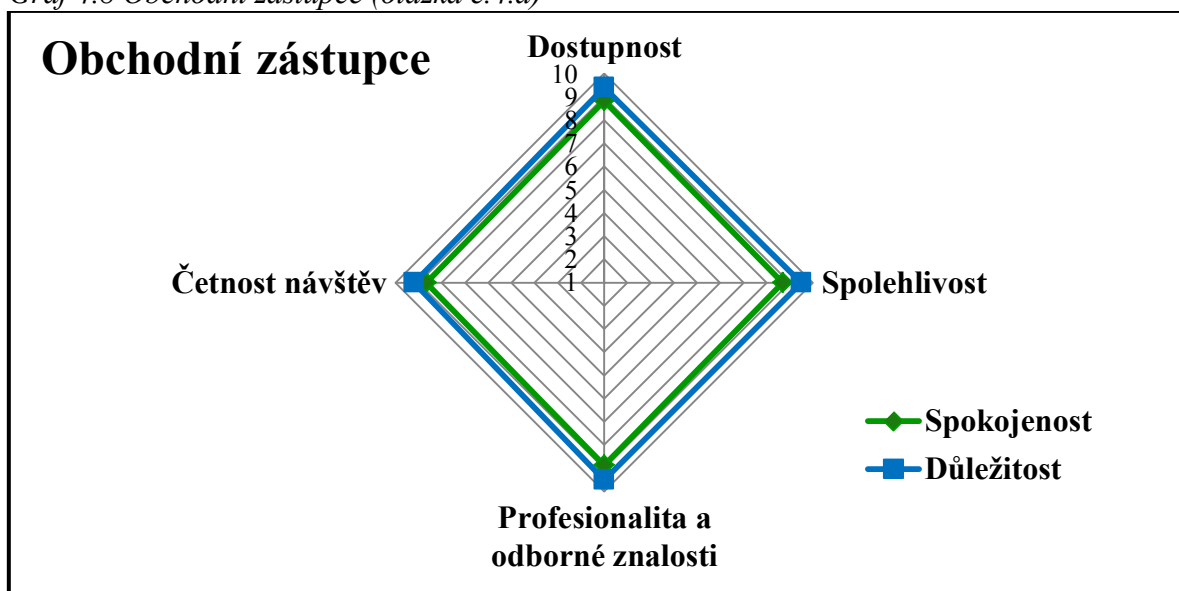 Obchodní zástupce
Dostupnost
10
9
8
7
6
5
4
3
2
1
Četnost návštěv
Spolehlivost
Spokojenost
Důležitost
Profesionalita a
odborné znalosti